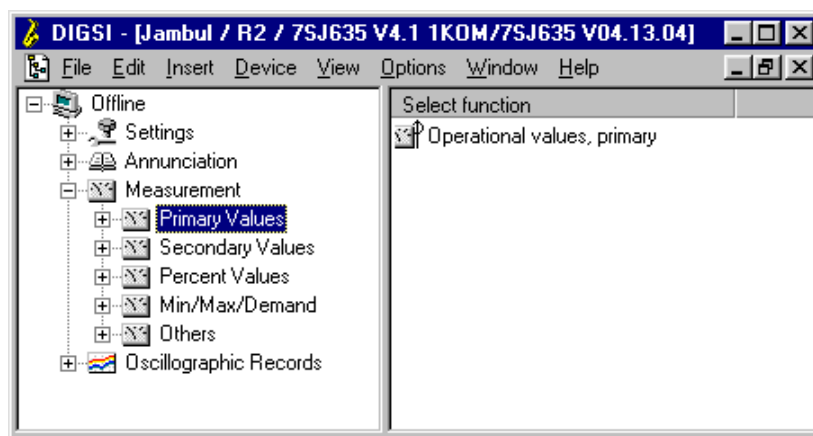 DIGSI - [Jambul / R2 / 7SJ635 V4.1 1KOM/7SJ635 V04.13.04]
File Edit Insert Device View Options Window Help
Offline
Settings
Annunciation
Measurement
Primary Values
Secondary Values
Percent Values
Min/Max/Demand
Others
Oscillographic Records
Select function
Operational values, primary